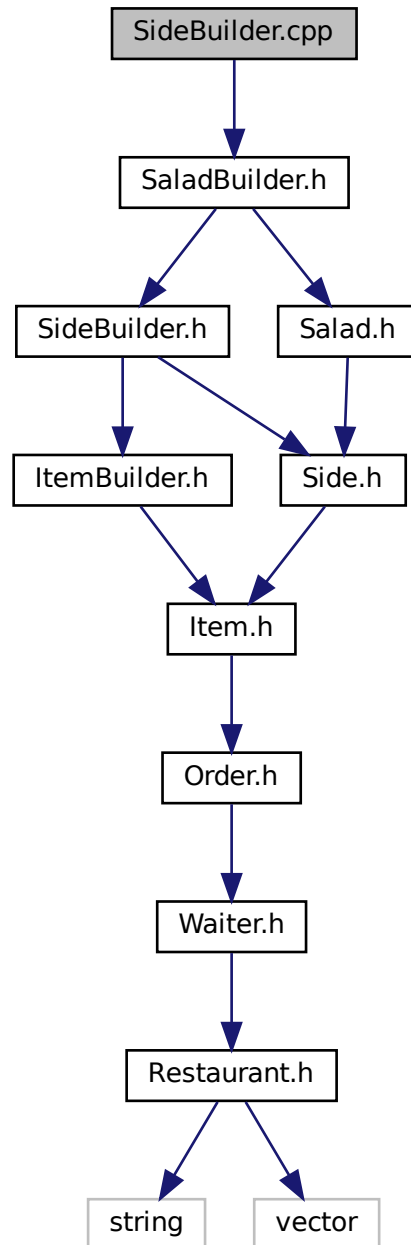 SideBuilder.cpp
SaladBuilder.h
SideBuilder.h
Salad.h
ItemBuilder.h
Side.h
Item.h
Order.h
Waiter.h
Restaurant.h
string
vector